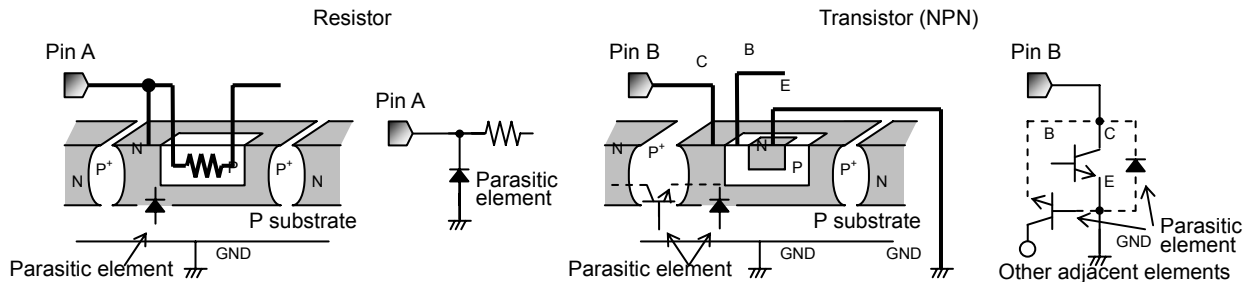 Resistor
Transistor (NPN)
Pin A
Pin B
C
B
E
Pin B
Pin A
B
C
N
P+
N
P
P+
N
N
P+
N
P
P+
N
E
Parasitic
element
P substrate
P substrate
GND
Parasitic element
GND
GND
Parasitic element
GND
Parasitic
element
Other adjacent elements